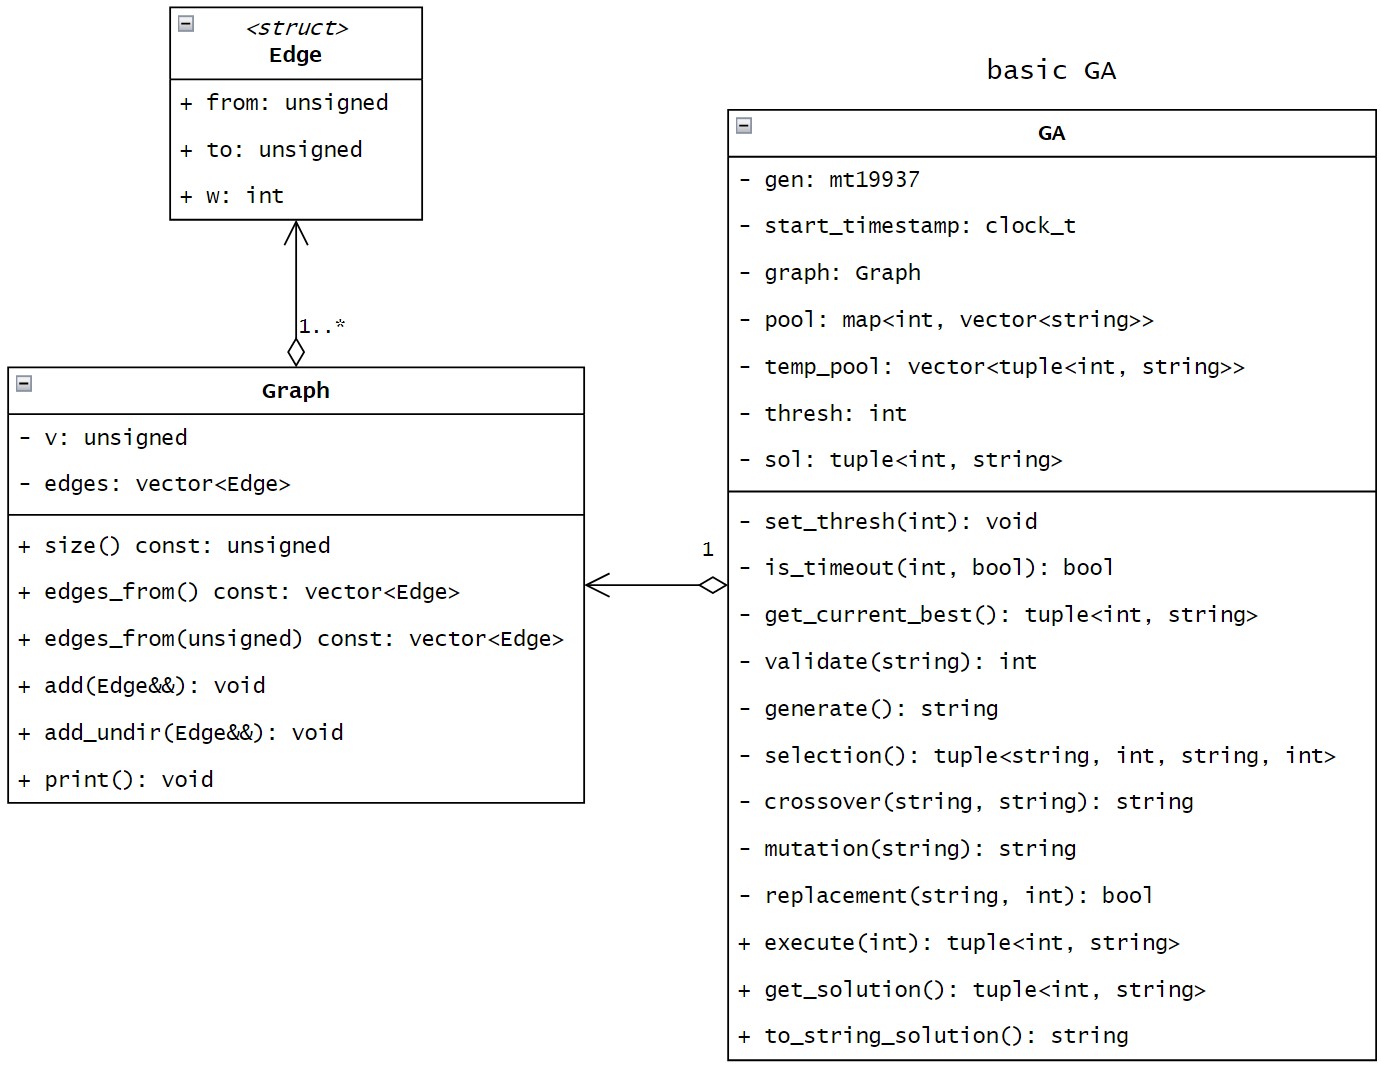 <struct>
Edge
+ from: unsigned
+ to: unsigned
+ w: int
1..*
Graph
- v: unsigned
- edges: vector<Edge>
+ size() const: unsigned
+ edges_from() const: vector<Edge>
+ edges_from(unsigned) const: vector<Edge>
+ add(Edge&&): void
+ add_undir(Edge&&): void
+ print(): void
1
basic GA
GA
- gen: mt19937
- start_timestamp: clock_t
- graph: Graph
- pool: map<int, vector<string>>
- temp_pool: vector<tuple<int, string>>
- thresh: int
- sol: tuple<int, string>
- set_thresh(int): void
- is_timeout(int, bool): bool
- get_current_best(): tuple<int, string>
- validate(string): int
- generate(): string
- selection(): tuple<string, int, string, int>
- crossover(string, string): string
- mutation(string): string
- replacement(string, int): bool
+ execute(int): tuple<int, string>
+ get_solution(): tuple<int, string>
+ to_string_solution(): string